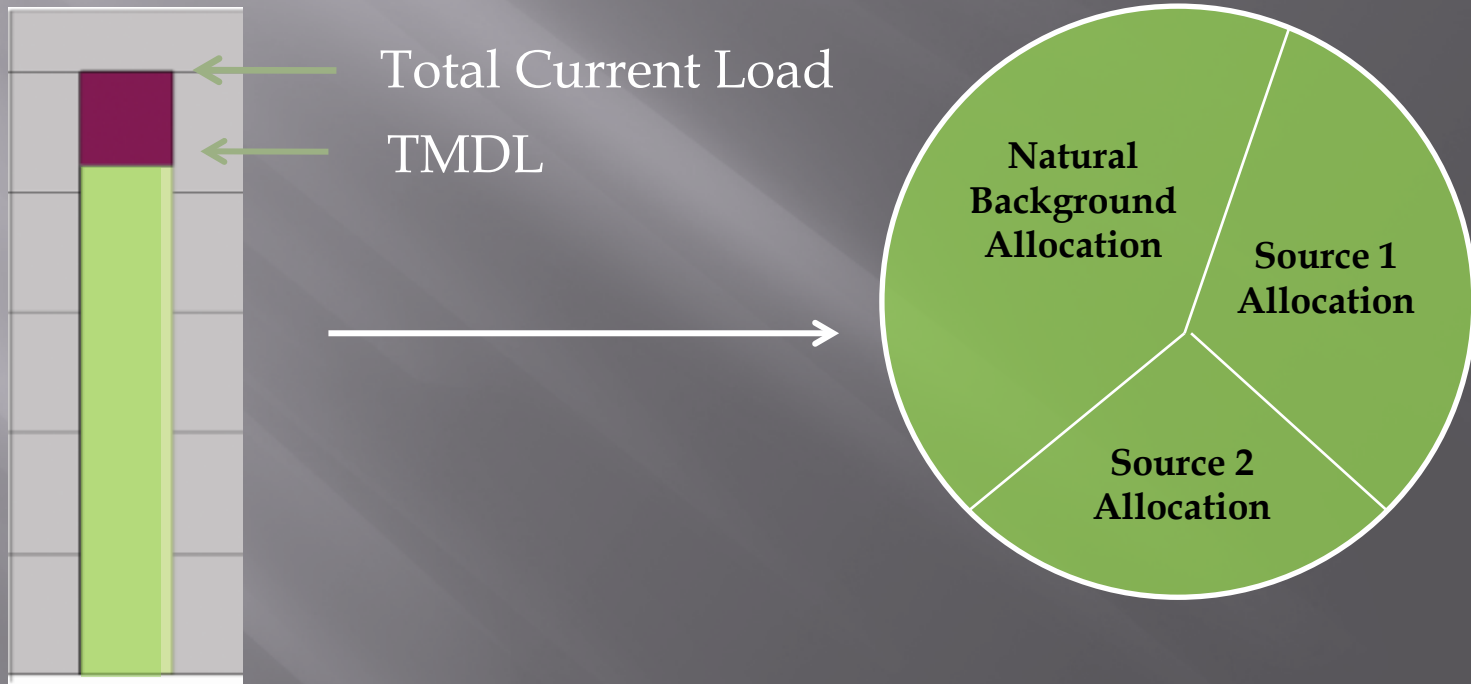 Total Current Load
TMDL
Natural
Background
Allocation
Source 1
Allocation
Source 2
Allocation